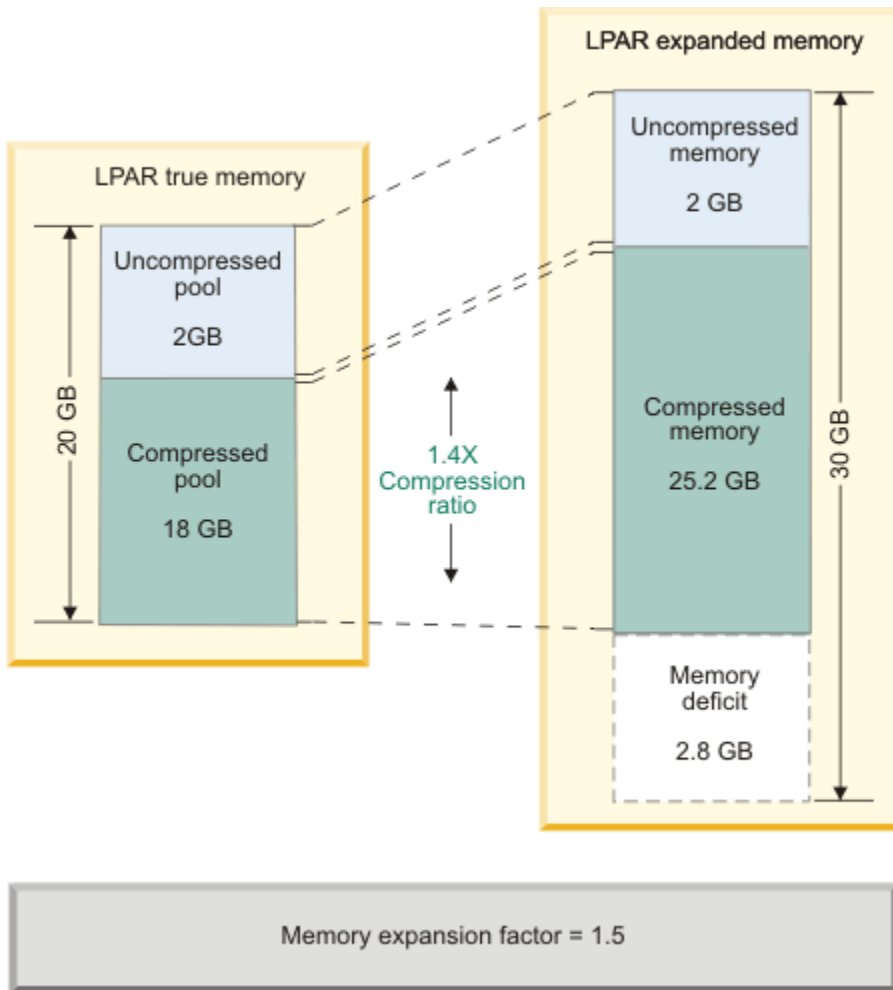 LPAR expanded memory
Uncompressed
memory
2 GB
LPAR true memory
Uncompressed
pool
2GB
20 GB
Compressed
pool
18 GB
1.4X
Compression
ratio
Compressed
memory
25.2 GB
30 GB
Memory
deficit
2.8 GB
Memory expansion factor = 1.5